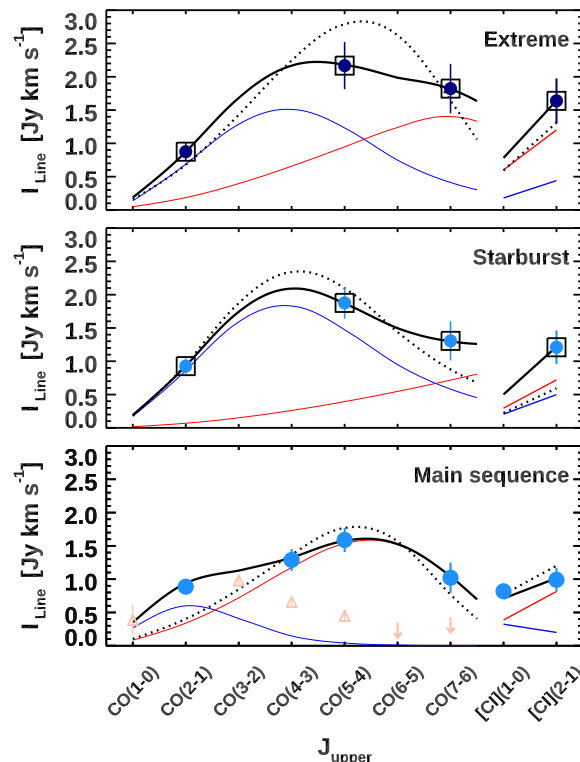 3.0
Extreme
2.5
2.0
1.5
1.0
0.5
0.0
I Line [Jy km s-1]
3.0
Starburst
2.5
2.0
1.5
1.0
0.5
0.0
I Line [Jy km s-1]
3.0
Main sequence
2.5
2.0
1.5
1.0
0.5
0.0
I Line [Jy km s-1]
CO(1-0)
CO(2-1)
CO(3-2)
CO(4-3)
CO(5-4)
CO(6-5)
CO(7-6)
[CI](1-0)
[CI](2-1)
J upper